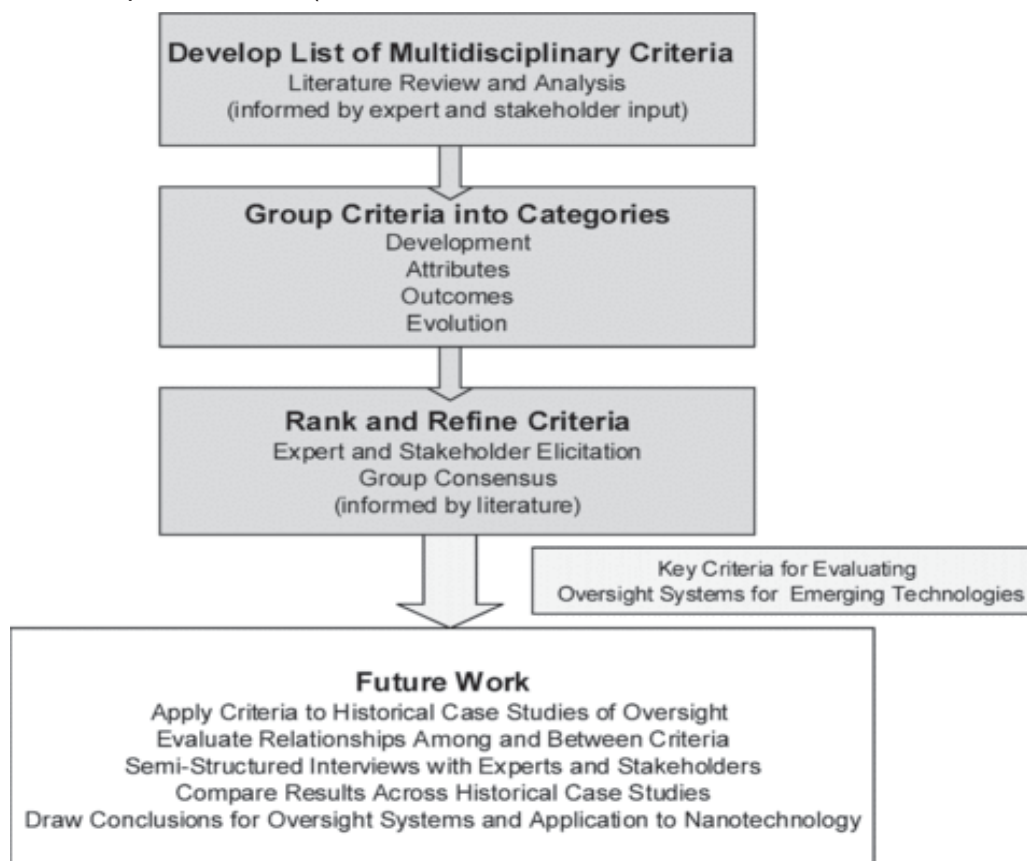 Develop List of Multidisciplinary Criteria
Literature Review and Analysis
(informed by expert and stakeholder input)
Group Criteria into Categories
Development
Attributes
Outcomes
Evolution
Rank and Refine Criteria
Expert and Stakeholder Elicitation
Group Consensus
(informed by literature)
Key Criteria for Evaluating
Oversight Systems for Emerging Technologies
Future Work
Apply Criteria to Historical Case Studies of Oversight
Evaluate Relationships Among and Between Criteria
Semi-Structured Interviews with Experts and Stakeholders
Compare Results Across Historical Case Studies
Draw Conclusions for Oversight Systems and Application to Nanotechnology